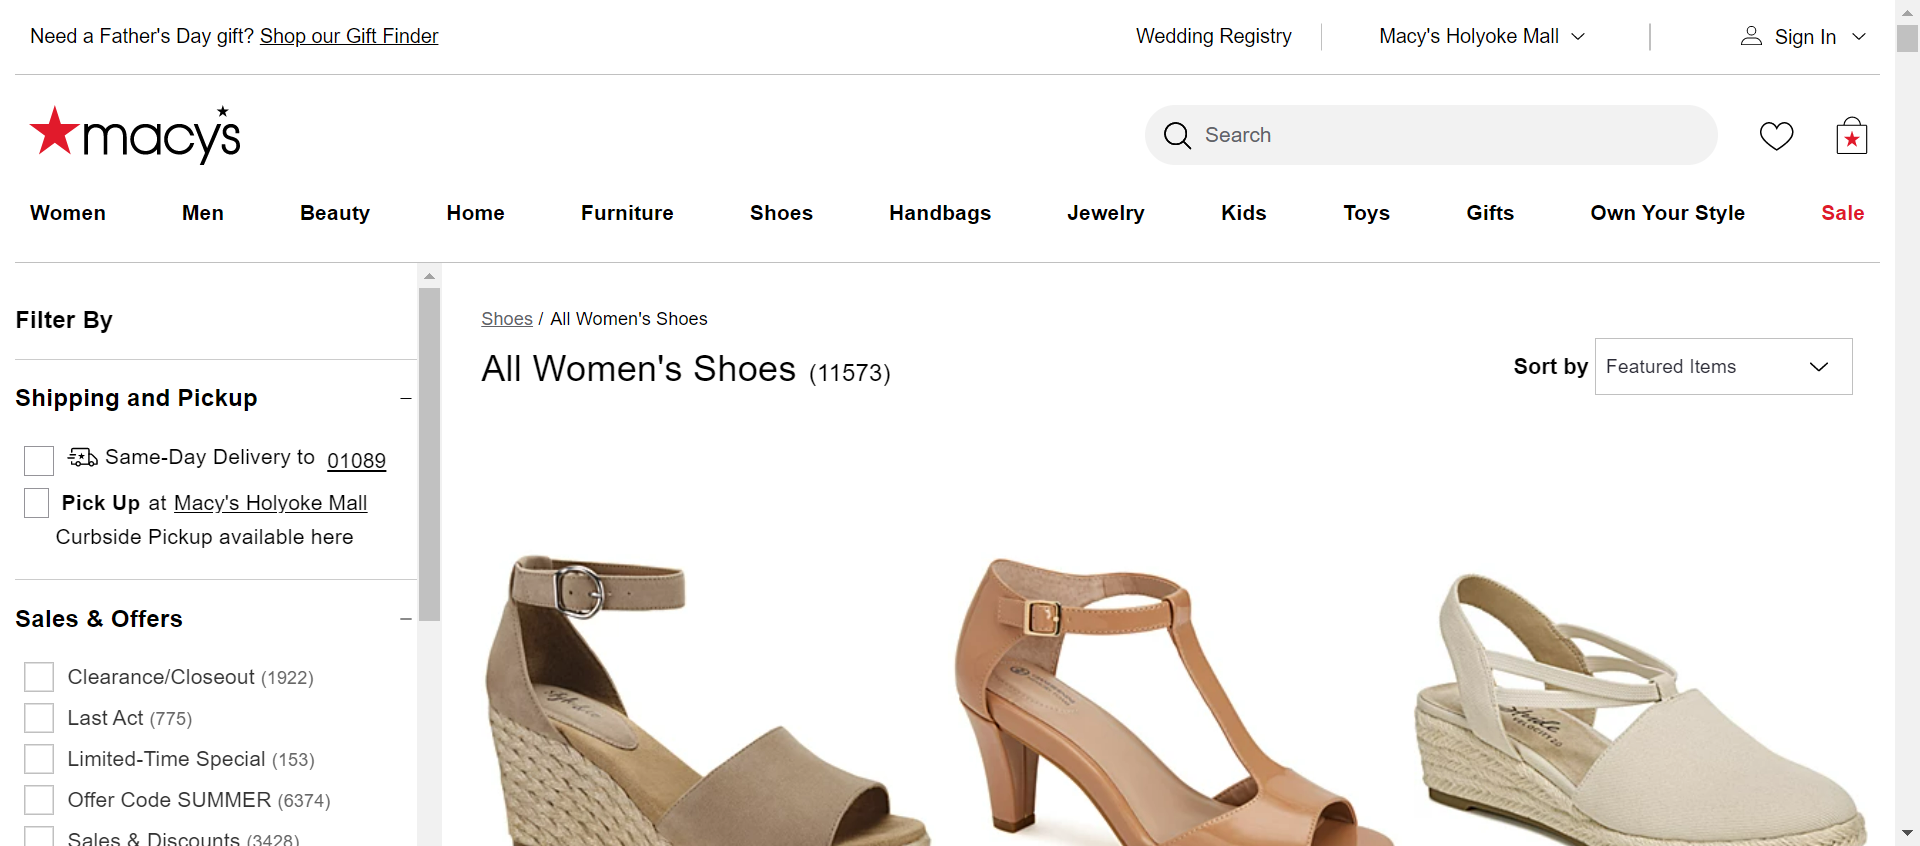 Need a Father's Day gift? Shop our Gift Finder
Wedding Registry
Macy's Holyoke Mall
Sign In
macy's
Search
Women
Men
Beauty
Home
Furniture
Shoes
Handbags
Jewelry
Kids
Toys
Gifts
Own Your Style
Sale
Filter By
Shipping and Pickup
Same-Day Delivery to 01089
Pick Up at Macy's Holyoke Mall
Curbside Pickup available here
Sales & Offers
Clearance/Closeout (1922)
Last Act (775)
Limited-Time Special (153)
Offer Code SUMMER (6374)
Sales & Discounts (3428)
Shoes / All Women's Shoes
All Women's Shoes (11573)
Sort by
Featured Items